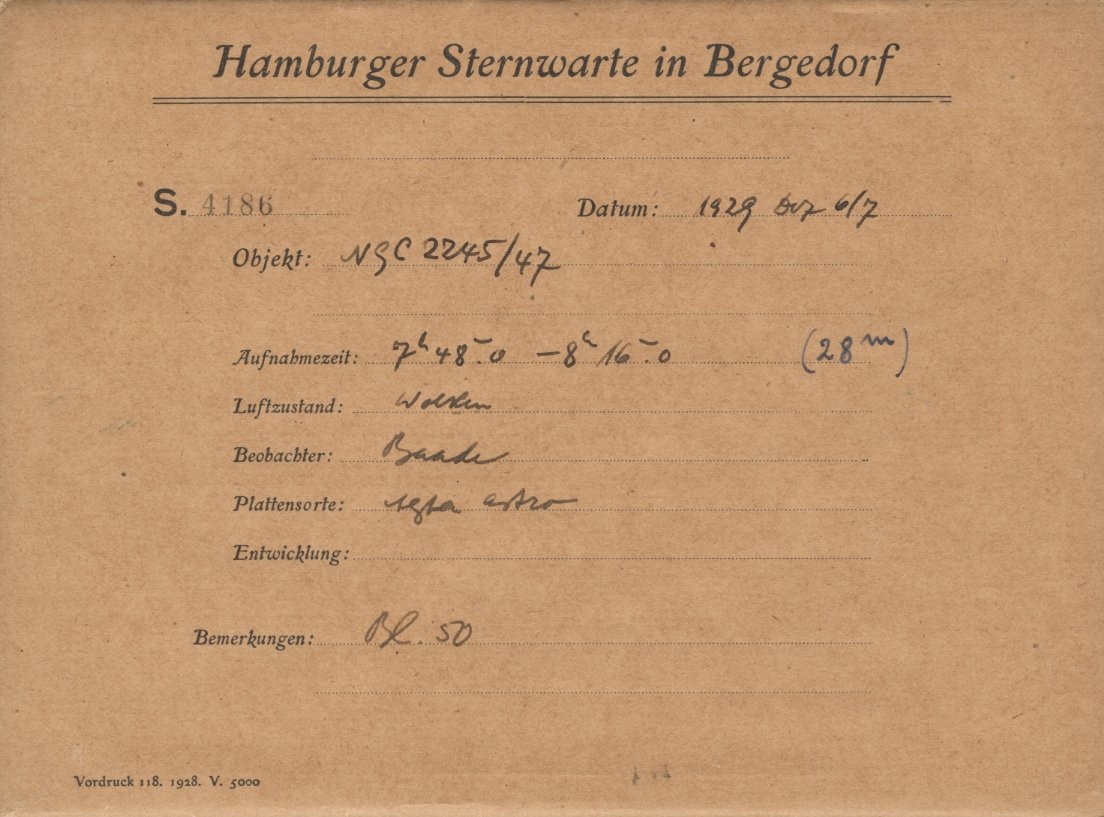 Hamburger Sternwarte in Bergedorf
S. 4186 Datum: 1929 Dez 6/7
Objekt: NGC 2245/47
Aufnahmezeit: 7h 48m.0 – 8h 16m.0 (28m)
Luftzustand: Wolken
Beobachter: Baade
Plattensorte: Agfa astro
Entwicklung:
Bemerkungen: Bl. 50
Vordruck 118. 1928. V. 5000